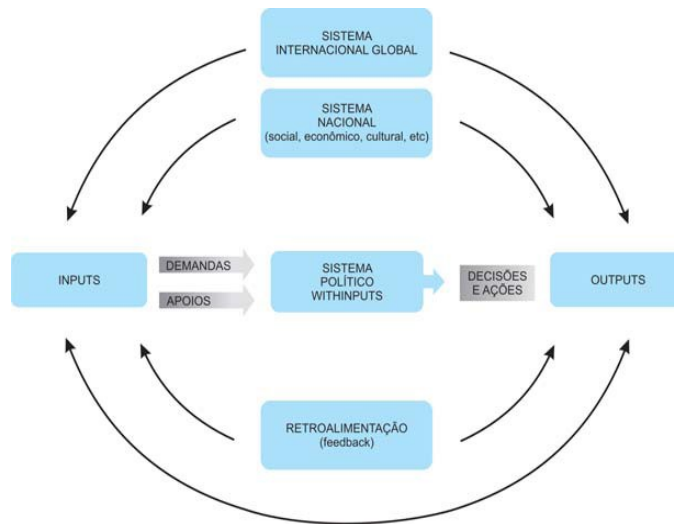 SISTEMA
INTERNACIONAL GLOBAL
SISTEMA
NACIONAL
(social, econômico, cultural, etc)
INPUTS
DEMANDAS
APOIOS
SISTEMA
POLÍTICO
WITHINPUTS
DECISÕES
E AÇÕES
OUTPUTS
RETROALIMENTAÇÃO
(feedback)